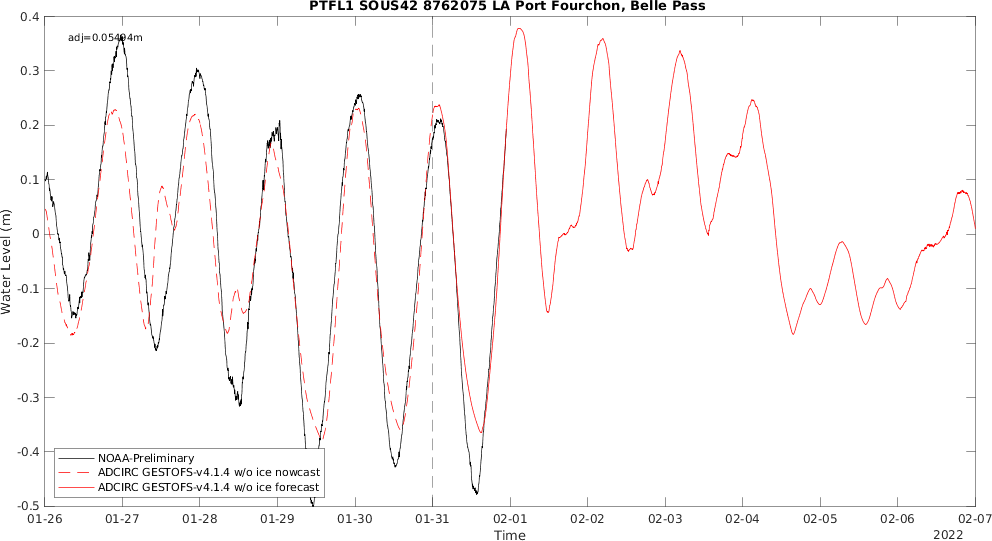 PTFL1 SOUS42 8762075 LA Port Fourchon, Belle Pass
adj=0.05494m
Water Level (m)
0.4
0.3
0.2
0.1
0
-0.1
-0.2
-0.3
-0.4
-0.5
NOAA-Preliminary
ADCIRC GESTOFS-v4.1.4 w/o ice nowcast
ADCIRC GESTOFS-v4.1.4 w/o ice forecast
01-26 01-27 01-28 01-29 01-30 01-31 02-01 02-02 02-03 02-04 02-05 02-06 02-07
Time
2022